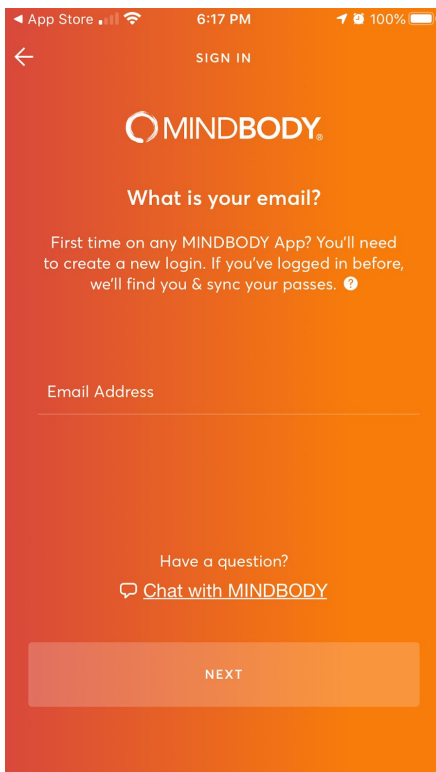 ◄ App Store 6:17 PM 100%
SIGN IN
MINDBODY®
What is your email?
First time on any MINDBODY App? You'll need
to create a new login. If you've logged in before,
we'll find you & sync your passes. ?
Email Address
Have a question?
Chat with MINDBODY
NEXT